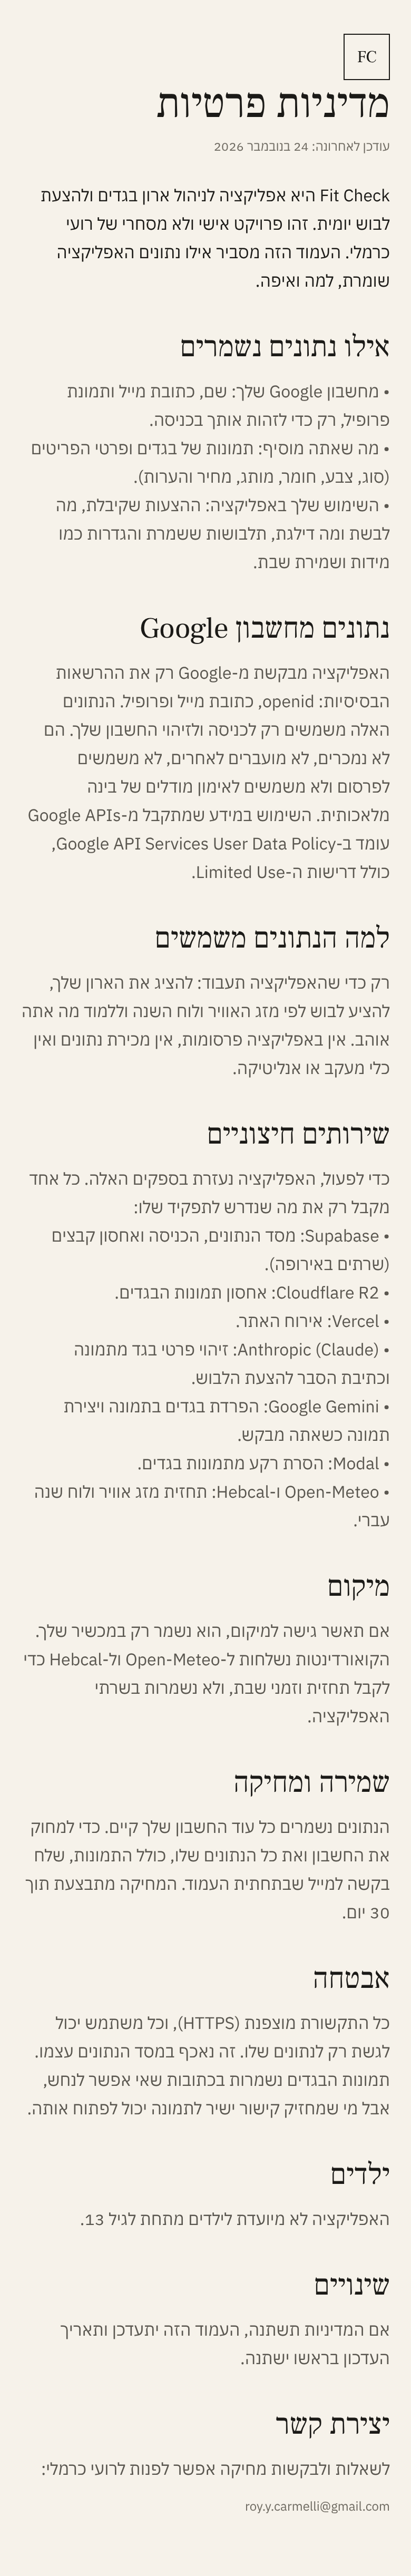 FC
מדיניות פרטיות
עודכן לאחרונה: 24 בנובמבר 2026
Fit Check היא אפליקציה לניהול ארון בגדים ולהצעת
לבוש יומית. זהו פרויקט אישי ולא מסחרי של רועי
כרמלי. העמוד הזה מסביר אילו נתונים האפליקציה
שומרת, למה ואיפה.
אילו נתונים נשמרים
• מחשבון Google שלך: שם, כתובת מייל ותמונת
פרופיל, רק כדי לזהות אותך בכניסה.
• מה שאתה מוסיף: תמונות של בגדים ופרטי הפריטים
(סוג, צבע, חומר, מותג, מחיר והערות).
• השימוש שלך באפליקציה: ההצעות שקיבלת, מה
לבשת ומה דילגת, תלבושות ששמרת והגדרות כמו
מידות ושמירת שבת.
נתונים מחשבון Google
האפליקציה מבקשת מ-Google רק את ההרשאות
הבסיסיות: openid, כתובת מייל ופרופיל. הנתונים
האלה משמשים רק לכניסה ולזיהוי החשבון שלך. הם
לא נמכרים, לא מועברים לאחרים, לא משמשים
לפרסום ולא משמשים לאימון מודלים של בינה
מלאכותית. השימוש במידע שמתקבל מ-Google APIs
עומד ב-Google API Services User Data Policy,
כולל דרישות ה-Limited Use.
למה הנתונים משמשים
רק כדי שהאפליקציה תעבוד: להציג את הארון שלך,
להציע לבוש לפי מזג האוויר ולוח השנה וללמוד מה אתה
אוהב. אין באפליקציה פרסומות, אין מכירת נתונים ואין
כלי מעקב או אנליטיקה.
שירותים חיצוניים
כדי לפעול, האפליקציה נעזרת בספקים האלה. כל אחד
מקבל רק את מה שנדרש לתפקיד שלו:
• Supabase: מסד הנתונים, הכניסה ואחסון קבצים
(שרתים באירופה).
• Cloudflare R2: אחסון תמונות הבגדים.
• Vercel: אירוח האתר.
• Anthropic (Claude): זיהוי פרטי בגד מתמונה
וכתיבת הסבר להצעת הלבוש.
• Google Gemini: הפרדת בגדים בתמונה ויצירת
תמונה כשאתה מבקש.
• Modal: הסרת רקע מתמונות בגדים.
• Open-Meteo ו-Hebcal: תחזית מזג אוויר ולוח שנה
עברי.
מיקום
אם תאשר גישה למיקום, הוא נשמר רק במכשיר שלך.
הקואורדינטות נשלחות ל-Open-Meteo ול-Hebcal כדי
לקבל תחזית וזמני שבת, ולא נשמרות בשרתי
האפליקציה.
שמירה ומחיקה
הנתונים נשמרים כל עוד החשבון שלך קיים. כדי למחוק
את החשבון ואת כל הנתונים שלו, כולל התמונות, שלח
בקשה למייל שבתחתית העמוד. המחיקה מתבצעת תוך
30 יום.
אבטחה
כל התקשורת מוצפנת (HTTPS), וכל משתמש יכול
לגשת רק לנתונים שלו. זה נאכף במסד הנתונים עצמו.
תמונות הבגדים נשמרות בכתובות שאי אפשר לנחש,
אבל מי שמחזיק קישור ישיר לתמונה יכול לפתוח אותה.
ילדים
האפליקציה לא מיועדת לילדים מתחת לגיל 13.
שינויים
אם המדיניות תשתנה, העמוד הזה יתעדכן ותאריך
העדכון בראשו ישתנה.
יצירת קשר
לשאלות ולבקשות מחיקה אפשר לפנות לרועי כרמלי:
roy.y.carmelli@gmail.com